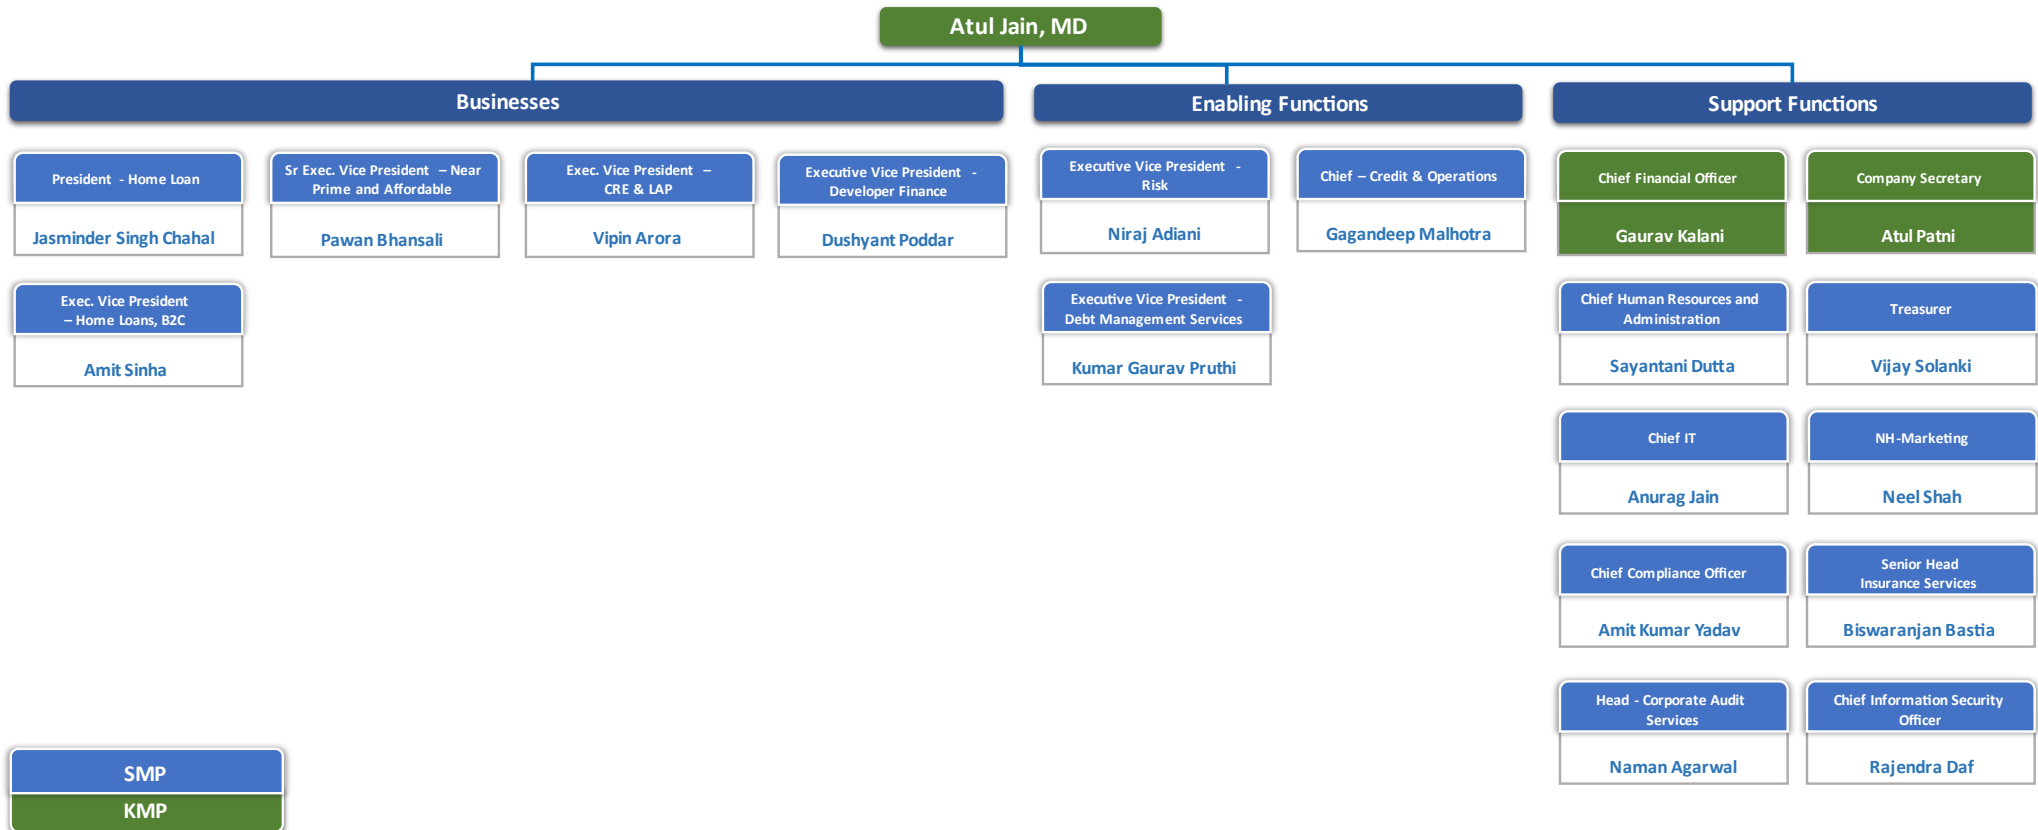 Atul Jain, MD
Businesses
Enabling Functions
Support Functions
President - Home Loan
Jasminder Singh Chahal
Sr Exec. Vice President – Near
Prime and Affordable
Pawan Bhansali
Exec. Vice President –
CRE & LAP
Vipin Arora
Executive Vice President -
Developer Finance
Dushyant Poddar
Exec. Vice President
– Home Loans, B2C
Amit Sinha
Executive Vice President -
Risk
Niraj Adiani
Chief – Credit & Operations
Gagandeep Malhotra
Executive Vice President -
Debt Management Services
Kumar Gaurav Pruthi
Chief Financial Officer
Gaurav Kalani
Company Secretary
Atul Patni
Chief Human Resources and
Administration
Sayantani Dutta
Treasurer
Vijay Solanki
Chief IT
Anurag Jain
NH-Marketing
Neel Shah
Chief Compliance Officer
Amit Kumar Yadav
Senior Head
Insurance Services
Biswaranjan Bastia
Head - Corporate Audit
Services
Naman Agarwal
Chief Information Security
Officer
Rajendra Daf
SMP
KMP